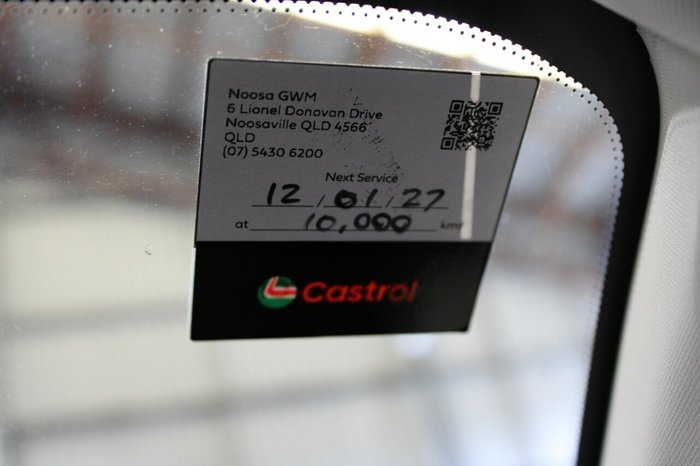 Noosa GWM
6 Lionel Donovan Drive
Noosaville QLD 4566
QLD
(07) 5430 6200
Next Service
12 / 01 / 27
at 10,000 kms
Castrol